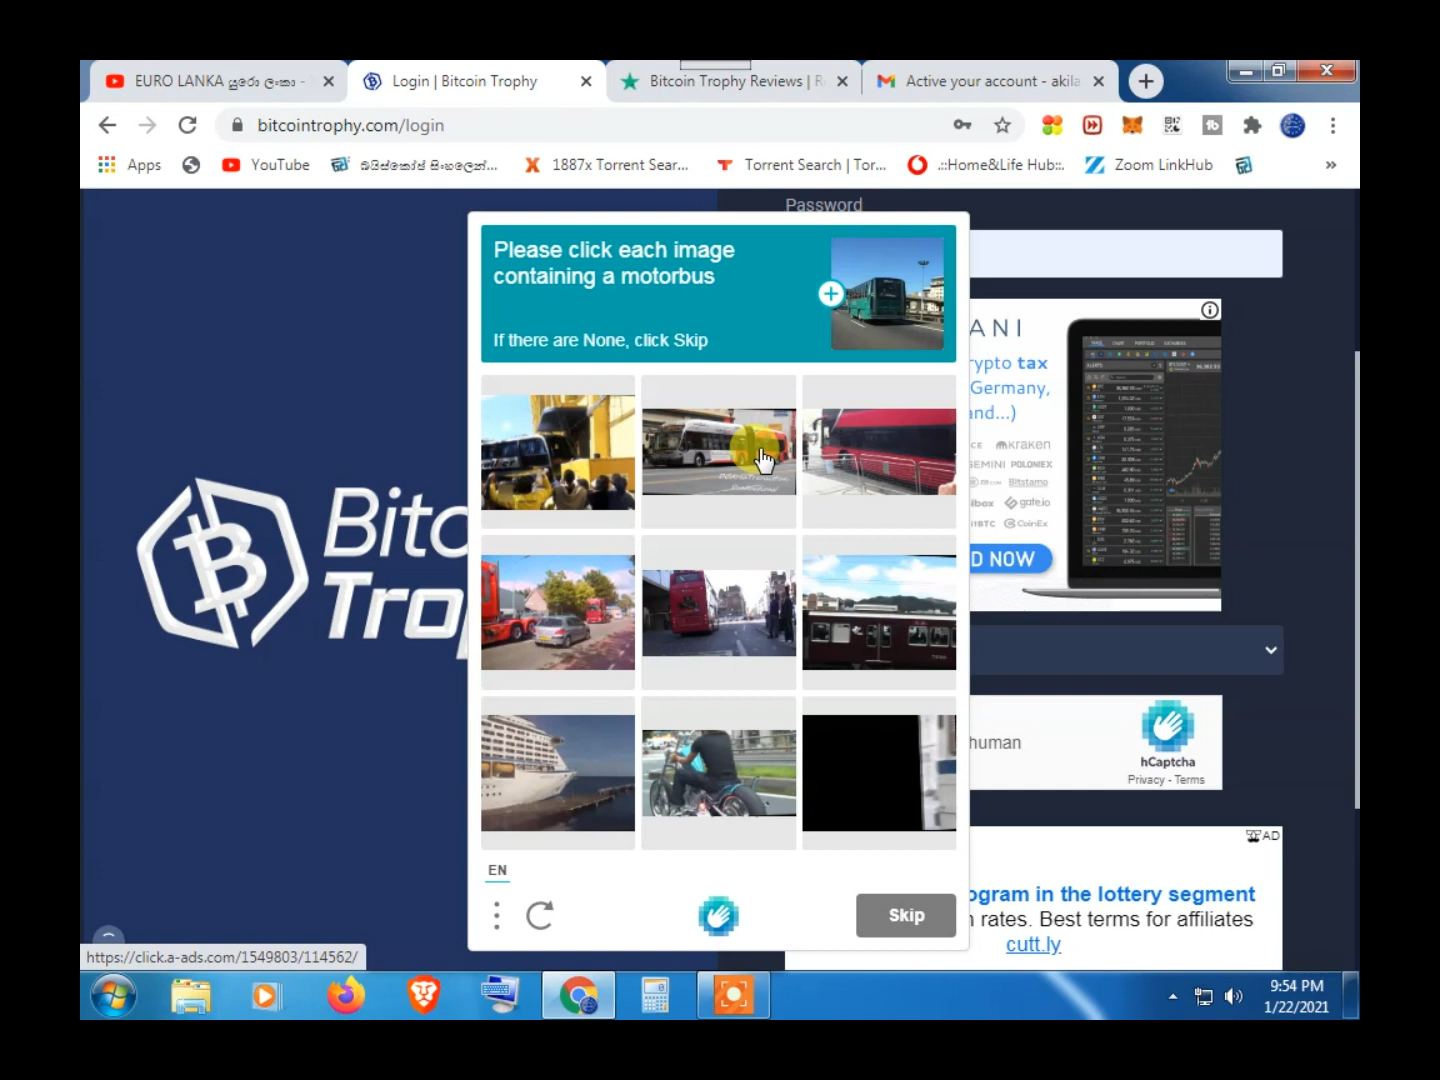 EURO LANKA යුරෝ ලංකා -
Login | Bitcoin Trophy
Bitcoin Trophy Reviews | R
Active your account - akila
bitcointrophy.com/login
Apps
YouTube
1887x Torrent Sear...
Torrent Search | Tor...
.::Home&Life Hub::.
Zoom LinkHub
»
Password
Please click each image
containing a motorbus
If there are None, click Skip
ANI
rypto tax
Germany,
and...)
kraken
GEMINI POLONIEX
Bitstamp
gate.io
CoinEx
D NOW
Bitc
Trop
human
hCaptcha
Privacy - Terms
AD
ogram in the lottery segment
n rates. Best terms for affiliates
cutt.ly
EN
Skip
https://click.a-ads.com/1549803/114562/
9:54 PM
1/22/2021